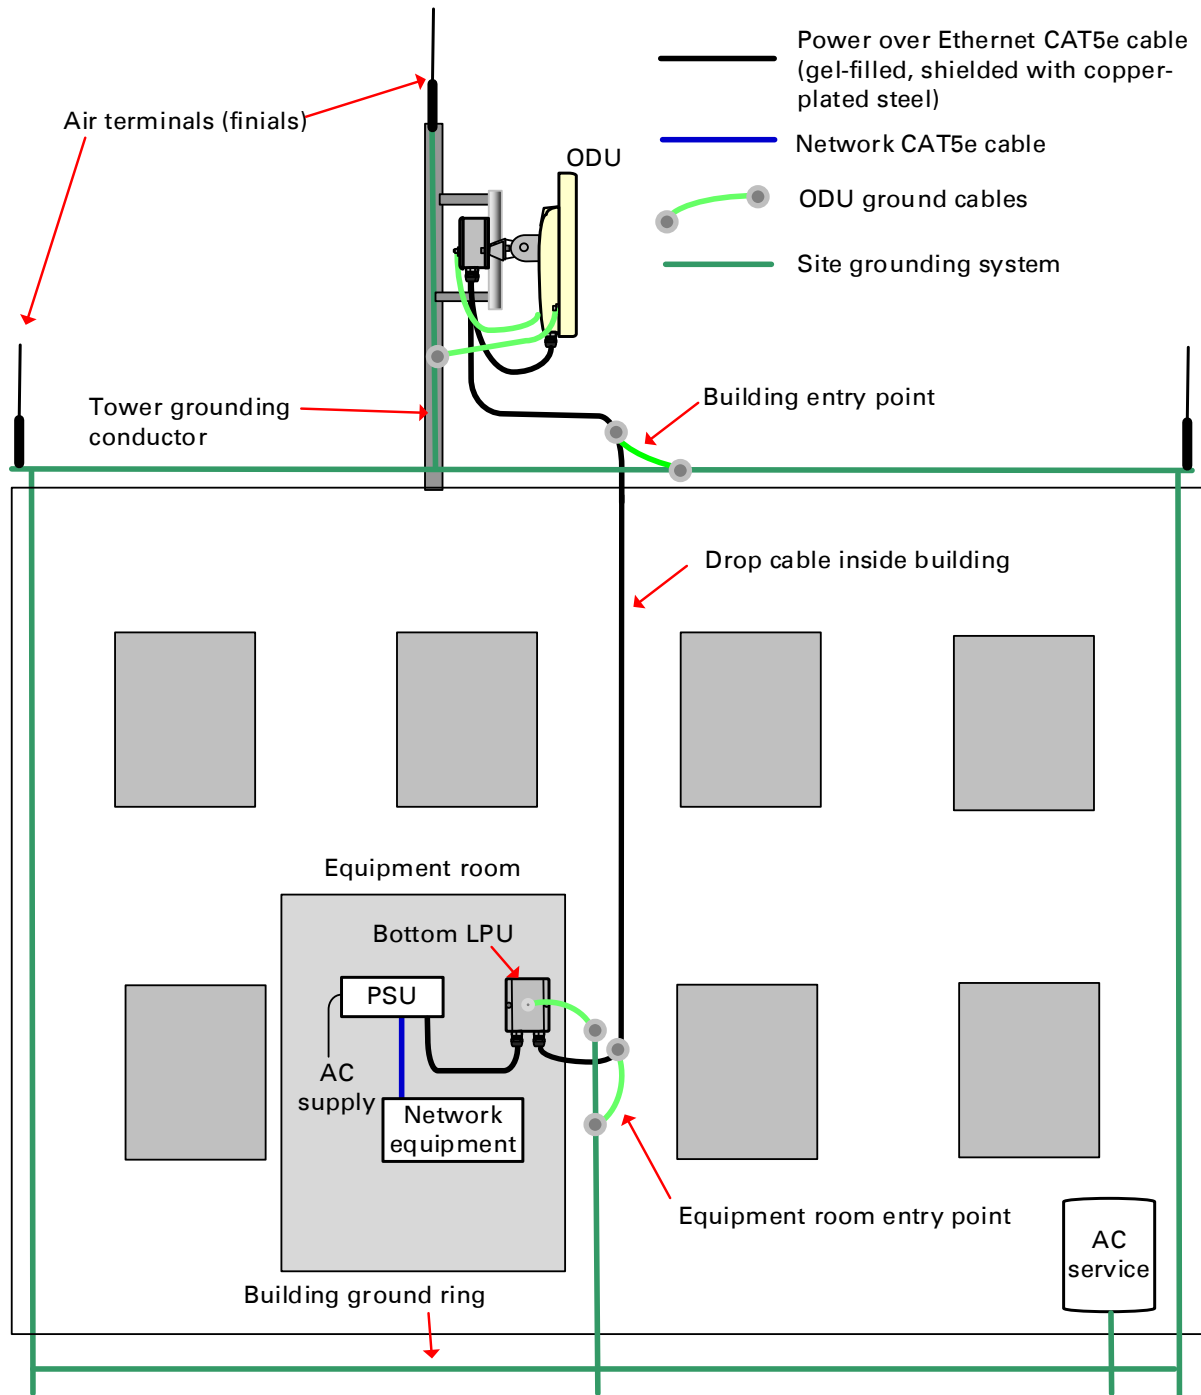 Power over Ethernet CAT5e cable
(gel-filled, shielded with copper-
plated steel)
Air terminals (finials)
Network CAT5e cable
ODU
ODU ground cables
Site grounding system
Tower grounding
conductor
Building entry point
Drop cable inside building
Equipment room
Bottom LPU
PSU
AC
supply
Network
equipment
Equipment room entry point
AC
service
Building ground ring